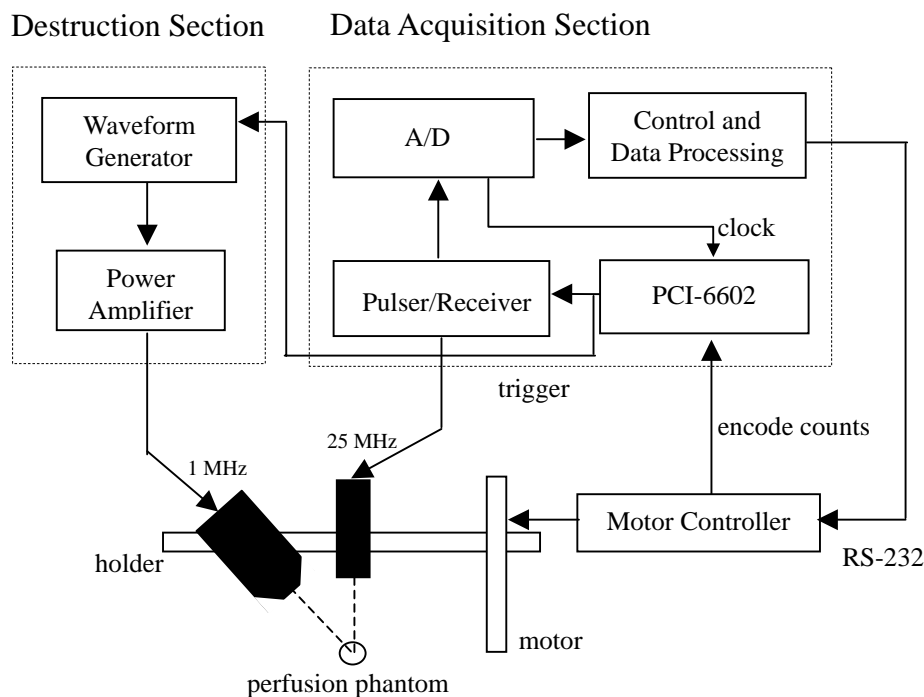 Destruction Section
Data Acquisition Section
Waveform
Generator
A/D
Control and
Data Processing
clock
Power
Amplifier
Pulser/Receiver
PCI-6602
trigger
encode counts
25 MHz
1 MHz
Motor Controller
holder
RS-232
motor
perfusion phantom